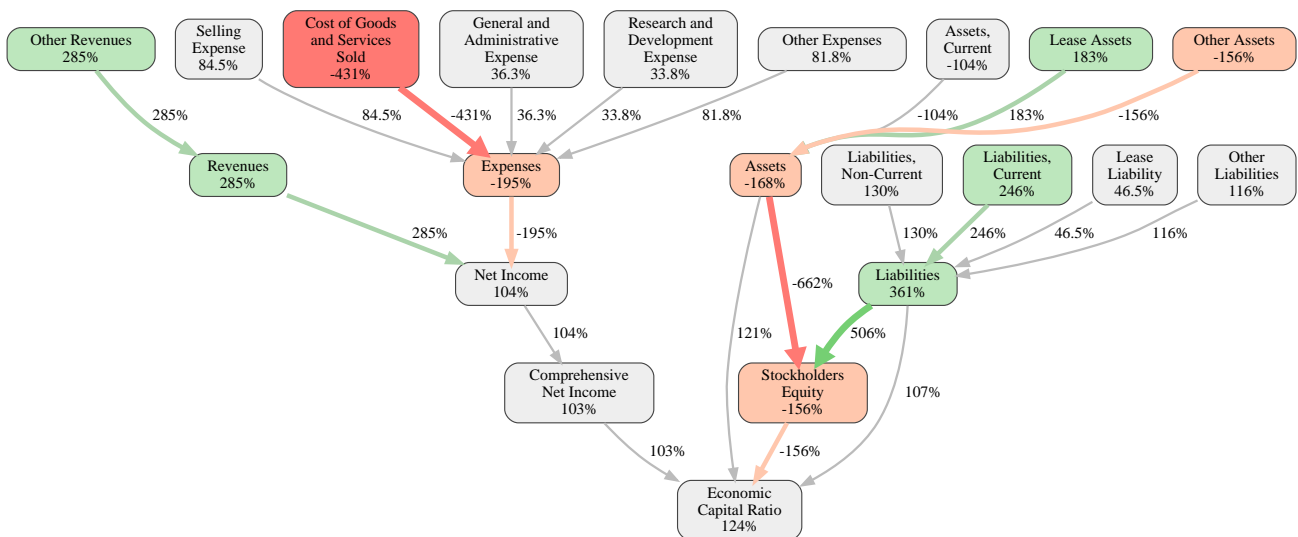 Other Revenues
285%
Selling
Expense
84.5%
Cost of Goods
and Services
Sold
-431%
General and
Administrative
Expense
36.3%
Research and
Development
Expense
33.8%
Other Expenses
81.8%
Assets,
Current
-104%
Lease Assets
183%
Other Assets
-156%
285%
84.5%
-431%
36.3%
33.8%
81.8%
-104%
183%
-156%
Revenues
285%
Expenses
-195%
Assets
-168%
Liabilities,
Non-Current
130%
Liabilities,
Current
246%
Lease
Liability
46.5%
Other
Liabilities
116%
285%
-195%
130%
246%
46.5%
116%
Net Income
104%
Liabilities
361%
-662%
104%
121%
506%
Comprehensive
Net Income
103%
Stockholders
Equity
-156%
107%
103%
-156%
Economic
Capital Ratio
124%